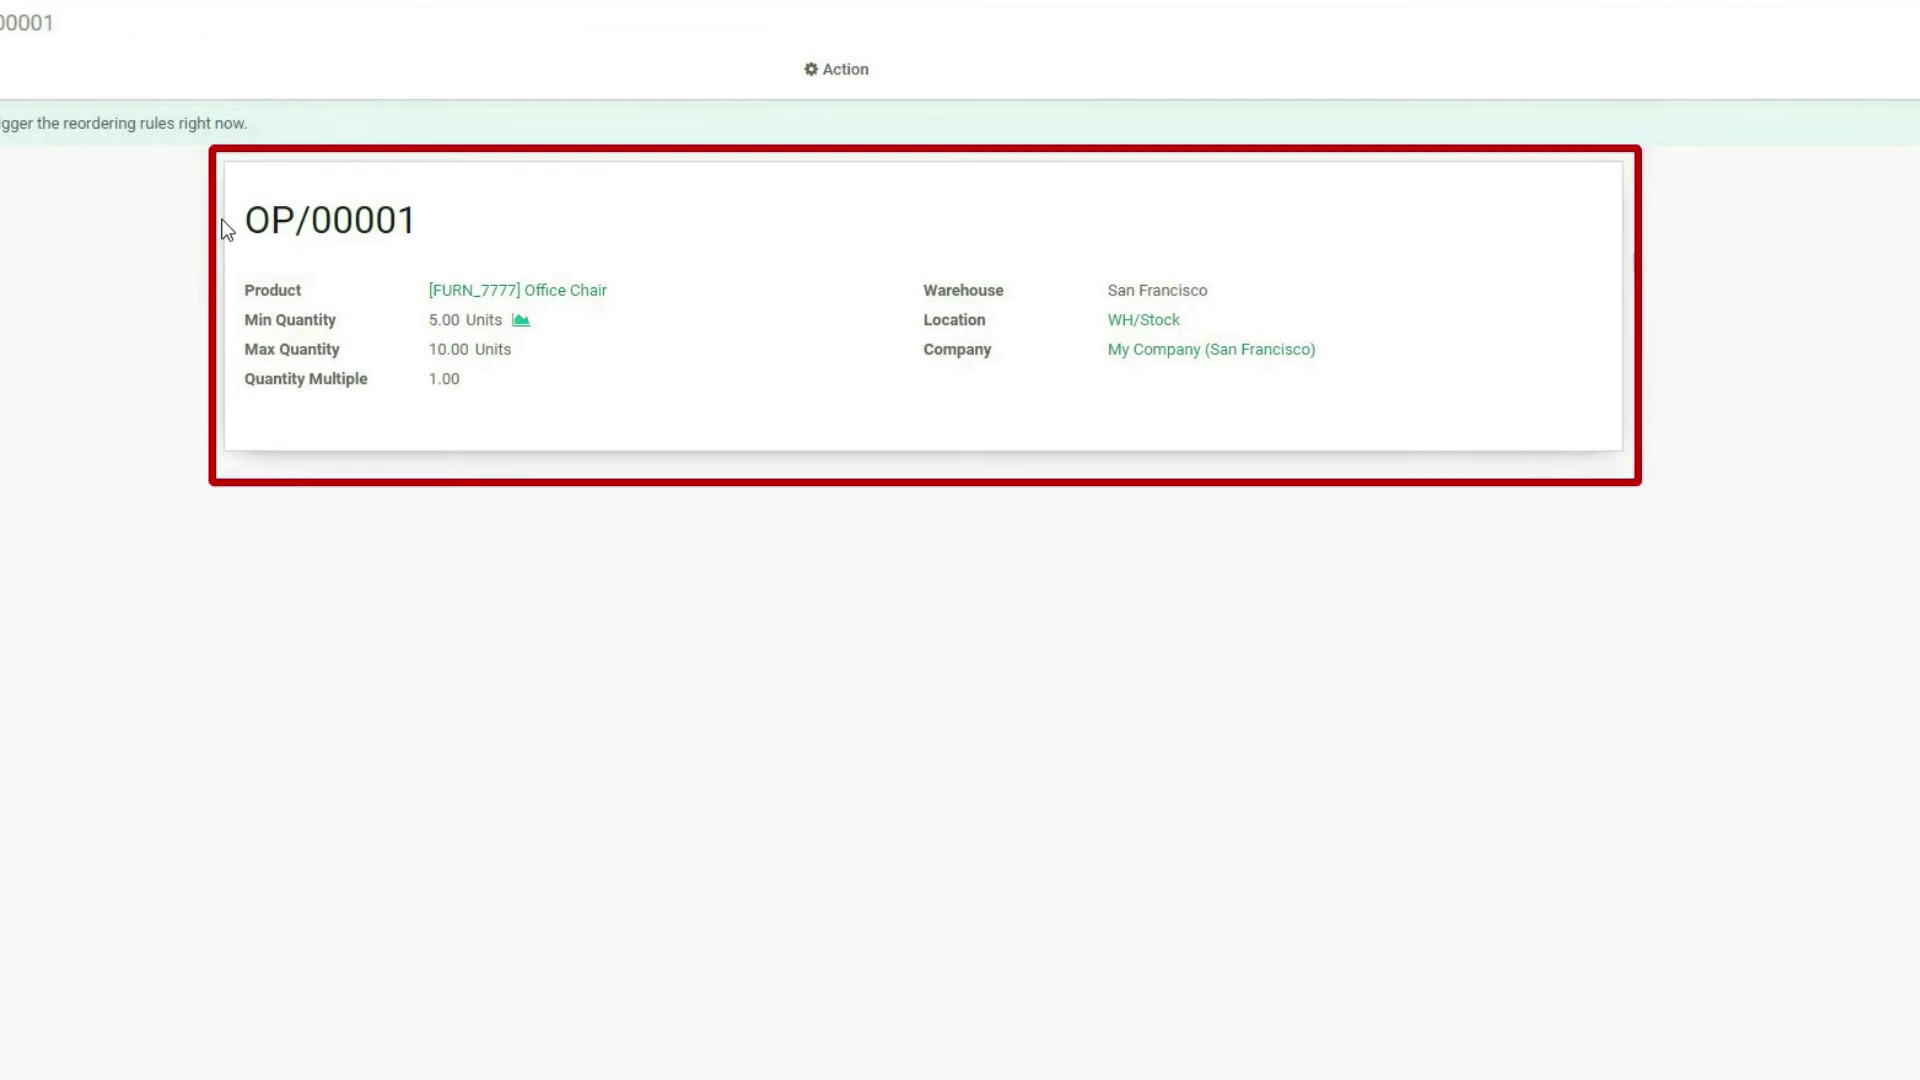 00001
Action
igger the reordering rules right now.
OP/00001
Product [FURN_7777] Office Chair Warehouse San Francisco
Min Quantity 5.00 Units Location WH/Stock
Max Quantity 10.00 Units Company My Company (San Francisco)
Quantity Multiple 1.00